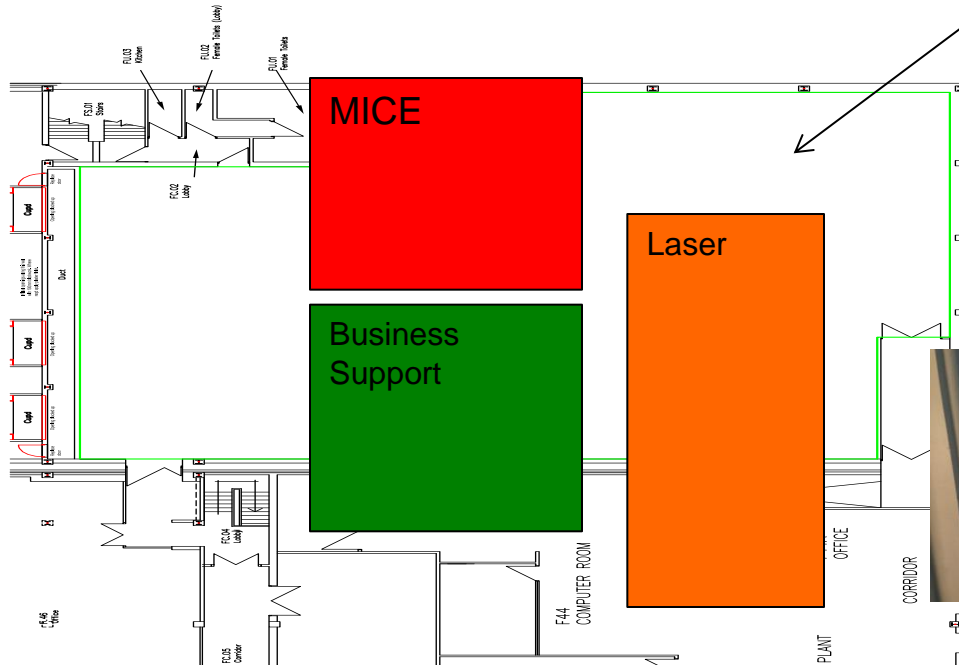 FU.03
Kitchen
FU.02
Female Toilets (Lobby)
FU.01
Female Toilets
FS.01
Stairs
FC.02
Lobby
MICE
Laser
Business
Support
Cupd
Cupd
Cupd
Duct
FC.04
Lobby
FC.05
Corridor
F44
COMPUTER ROOM
OFFICE
CORRIDOR
PLANT